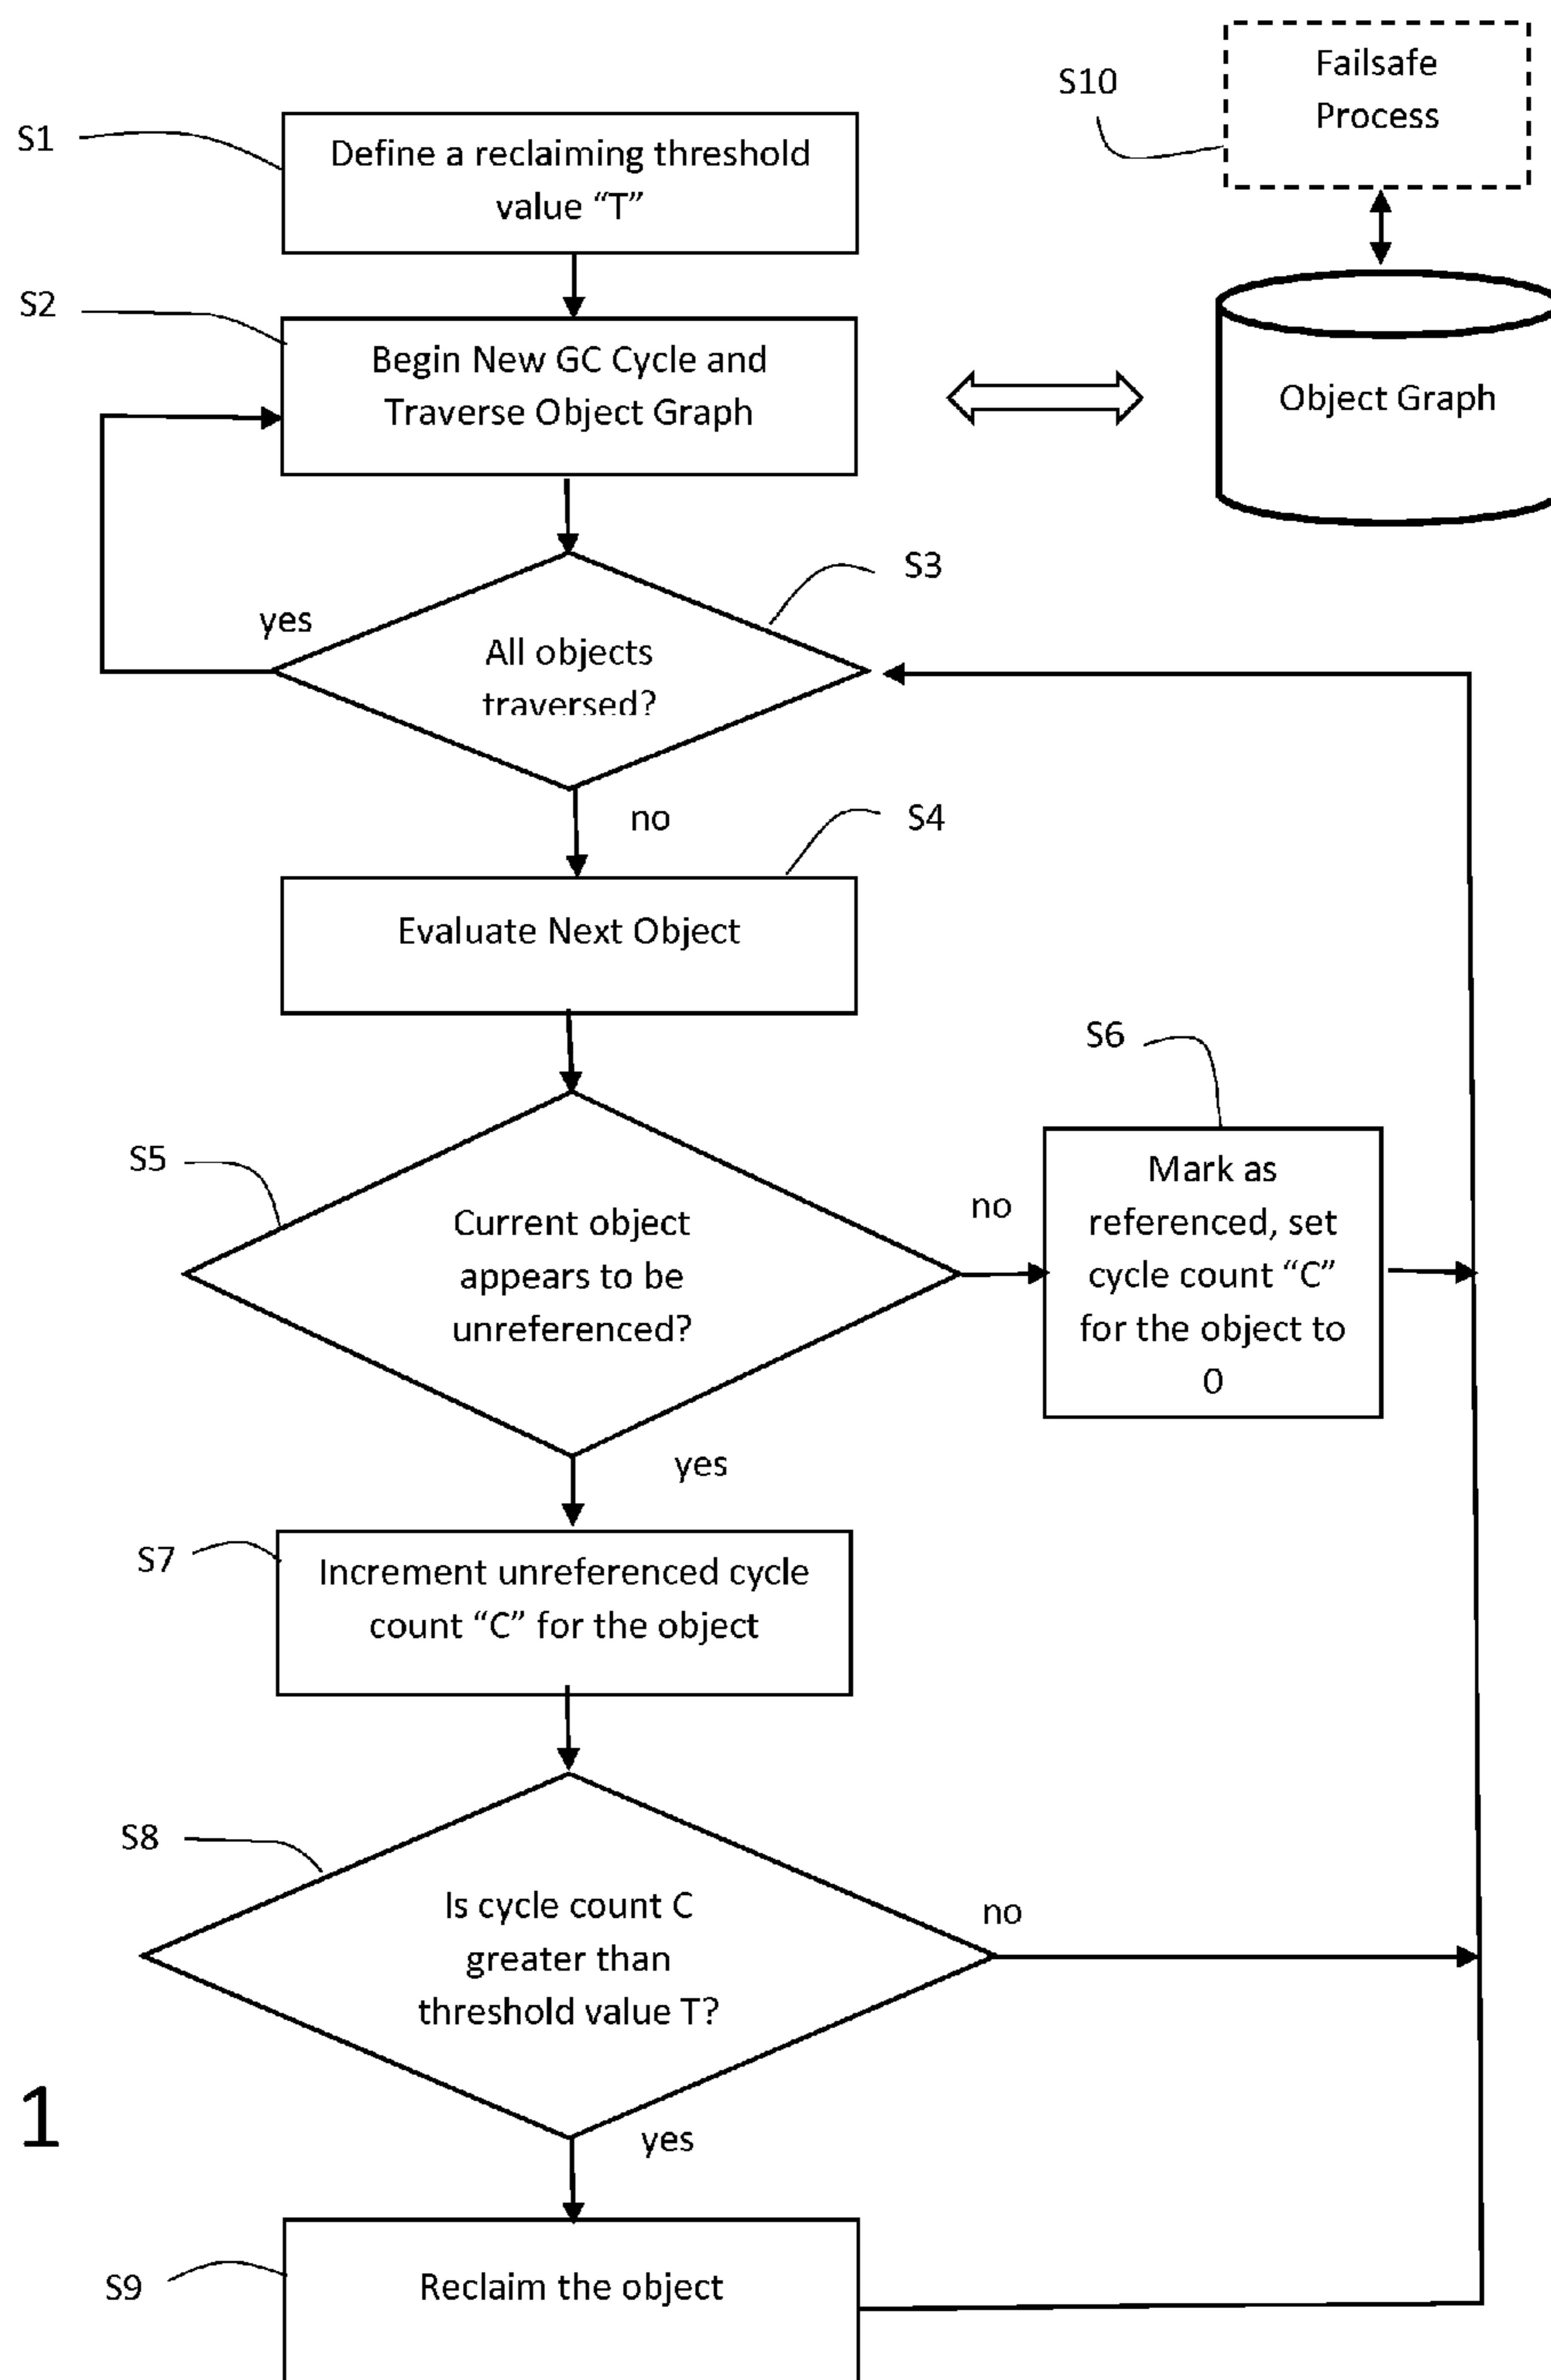 Failsafe
Process
S10
S1
Define a reclaiming threshold
value “T”
S2
Begin New GC Cycle and
Traverse Object Graph
Object Graph
S3
yes
All objects
traversed?
no
S4
Evaluate Next Object
S6
Mark as
referenced, set
cycle count “C”
for the object to
0
S5
no
Current object
appears to be
unreferenced?
yes
S7
Increment unreferenced cycle
count “C” for the object
S8
Is cycle count C
greater than
threshold value T?
no
1
yes
S9
Reclaim the object